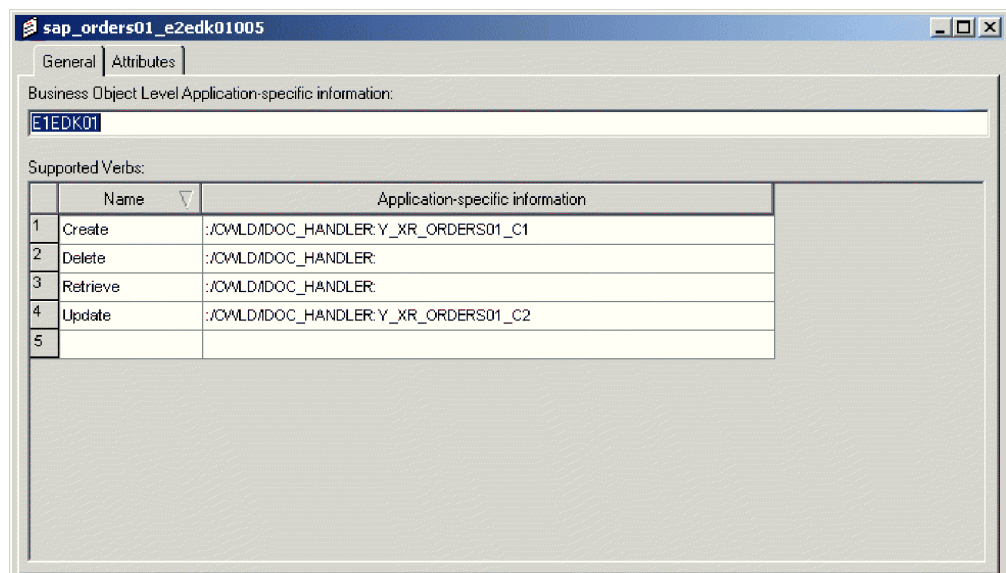 sap_orders01_e2edk01005
General Attributes
Business Object Level Application-specific information:
E1EDK01
Supported Verbs:
Name Application-specific information
1 Create :/CWLD/IDOC_HANDLER:Y_XR_ORDERS01_C1
2 Delete :/CWLD/IDOC_HANDLER:
3 Retrieve :/CWLD/IDOC_HANDLER:
4 Update :/CWLD/IDOC_HANDLER:Y_XR_ORDERS01_C2
5